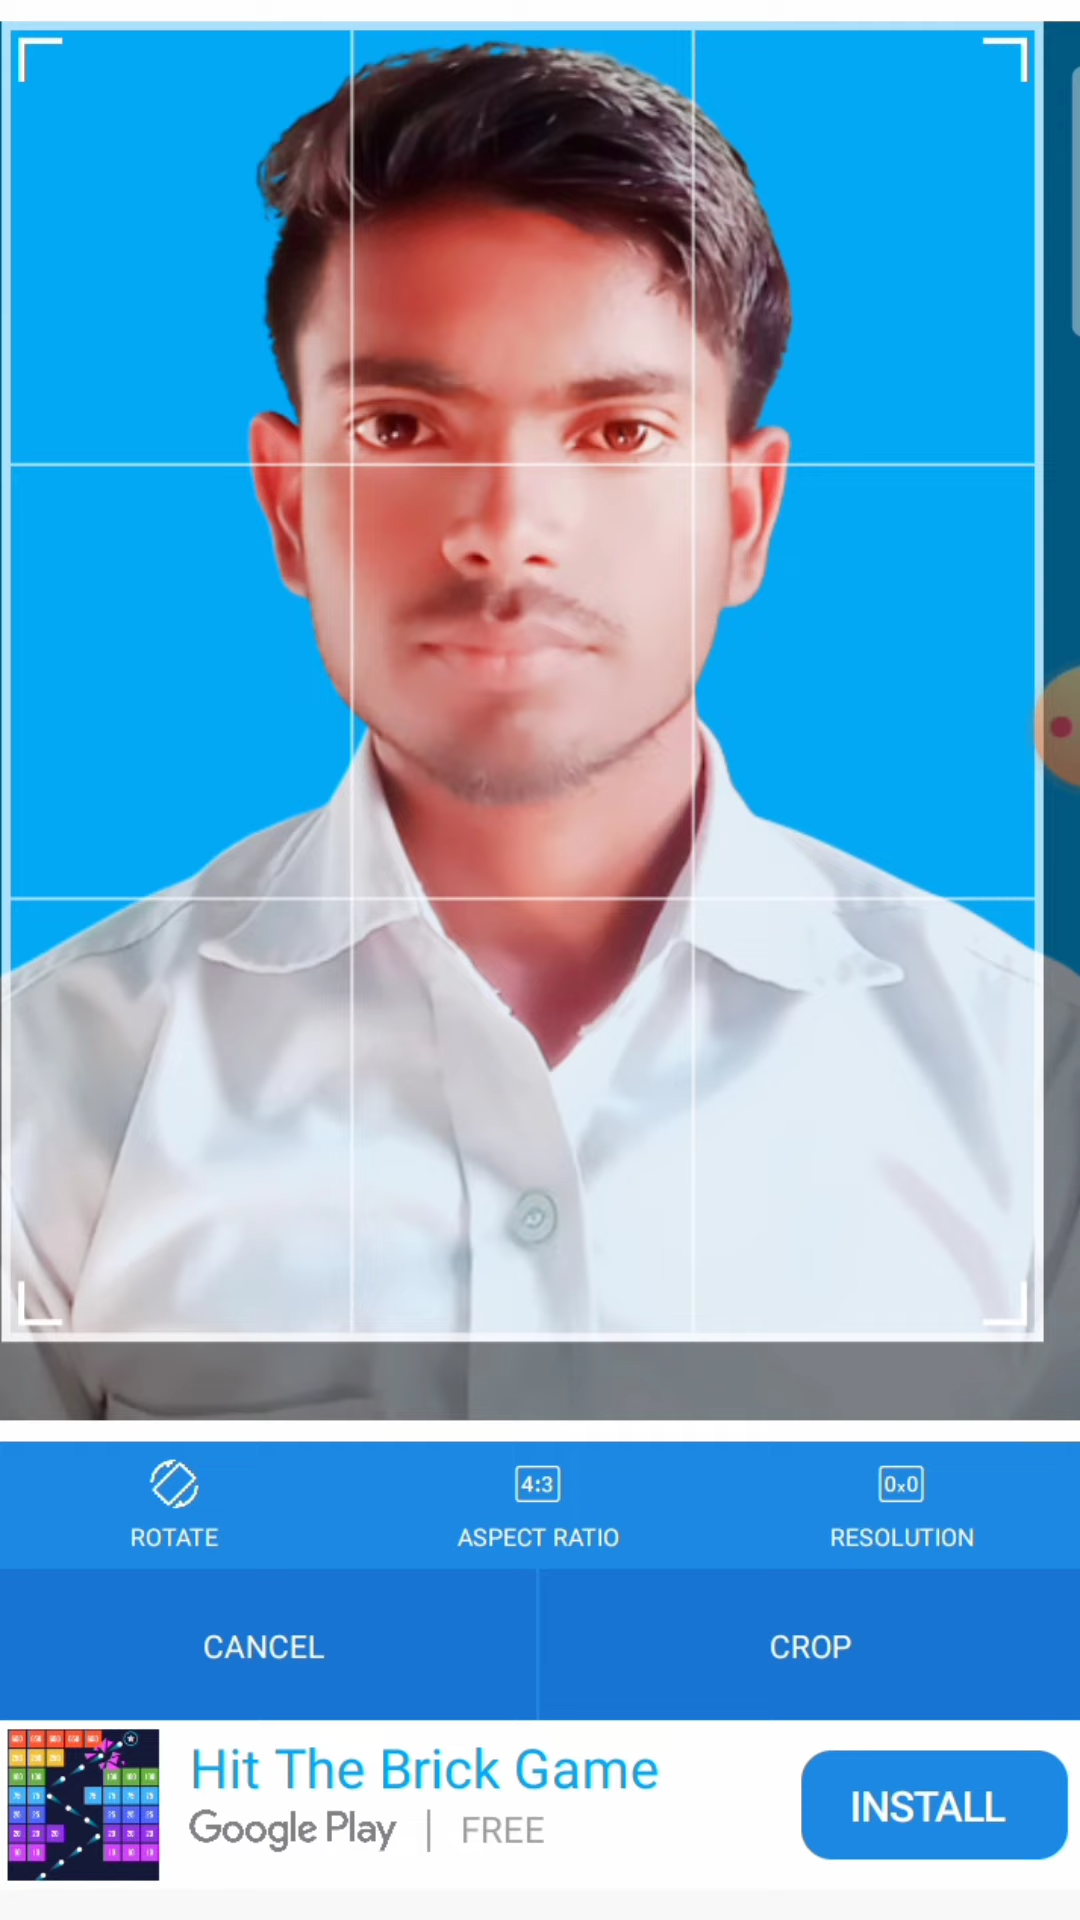 4:3
0x0
ROTATE
ASPECT RATIO
RESOLUTION
CANCEL
CROP
Hit The Brick Game
Google Play | FREE
INSTALL